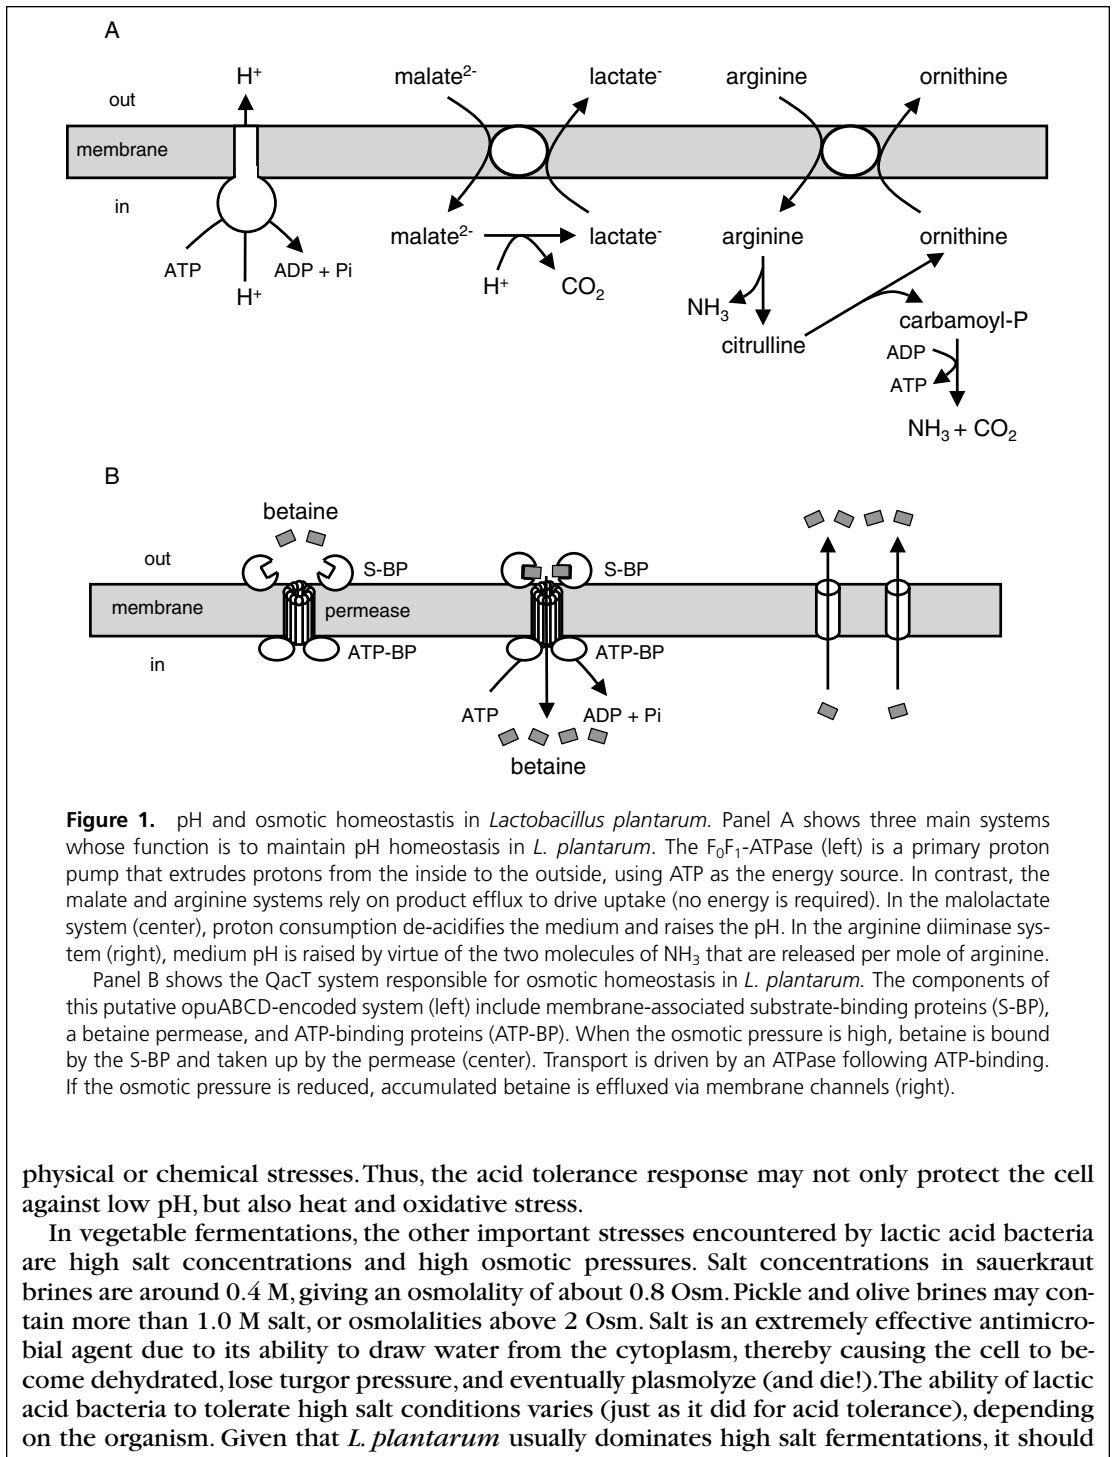 A
H⁺ malate²⁻ lactate⁻ arginine ornithine
out
membrane
in
malate²⁻ lactate⁻ arginine ornithine
ATP ADP + Pi H⁺ CO₂
H⁺
NH₃
citrulline
carbamoyl-P
ADP
ATP
NH₃ + CO₂
B
betaine
out
S-BP S-BP
membrane permease
ATP-BP ATP-BP
in
ATP ADP + Pi
betaine
Figure 1. pH and osmotic homeostastis in Lactobacillus plantarum. Panel A shows three main systems
whose function is to maintain pH homeostasis in L. plantarum. The F₀F₁-ATPase (left) is a primary proton
pump that extrudes protons from the inside to the outside, using ATP as the energy source. In contrast, the
malate and arginine systems rely on product efflux to drive uptake (no energy is required). In the malolactate
system (center), proton consumption de-acidifies the medium and raises the pH. In the arginine diiminase sys-
tem (right), medium pH is raised by virtue of the two molecules of NH₃ that are released per mole of arginine.
Panel B shows the QacT system responsible for osmotic homeostasis in L. plantarum. The components of
this putative opuABCD-encoded system (left) include membrane-associated substrate-binding proteins (S-BP),
a betaine permease, and ATP-binding proteins (ATP-BP). When the osmotic pressure is high, betaine is bound
by the S-BP and taken up by the permease (center). Transport is driven by an ATPase following ATP-binding.
If the osmotic pressure is reduced, accumulated betaine is effluxed via membrane channels (right).
physical or chemical stresses. Thus, the acid tolerance response may not only protect the cell
against low pH, but also heat and oxidative stress.
In vegetable fermentations, the other important stresses encountered by lactic acid bacteria
are high salt concentrations and high osmotic pressures. Salt concentrations in sauerkraut
brines are around 0.4 M, giving an osmolality of about 0.8 Osm. Pickle and olive brines may con-
tain more than 1.0 M salt, or osmolalities above 2 Osm. Salt is an extremely effective antimicro-
bial agent due to its ability to draw water from the cytoplasm, thereby causing the cell to be-
come dehydrated, lose turgor pressure, and eventually plasmolyze (and die!). The ability of lactic
acid bacteria to tolerate high salt conditions varies (just as it did for acid tolerance), depending
on the organism. Given that L. plantarum usually dominates high salt fermentations, it should